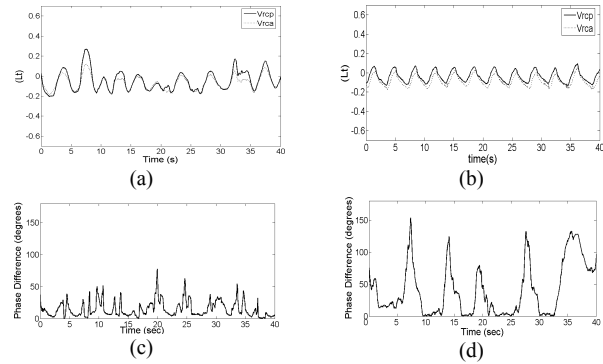 0.6
0.4
0.2
0
-0.2
-0.4
-0.6
(Lt)
Vrcp
Vrca
0 5 10 15 20 25 30 35 40
Time (s)
(a)
0.6
0.4
0.2
0
-0.2
-0.4
-0.6
(Lt)
Vrcp
Vrca
0 5 10 15 20 25 30 35 40
time(s)
(b)
150
100
50
0
Phase Difference (degrees)
0 5 10 15 20 25 30 35 40
Time (sec)
(c)
150
100
50
0
Phase Difference (degrees)
0 5 10 15 20 25 30 35 40
Time (sec)
(d)